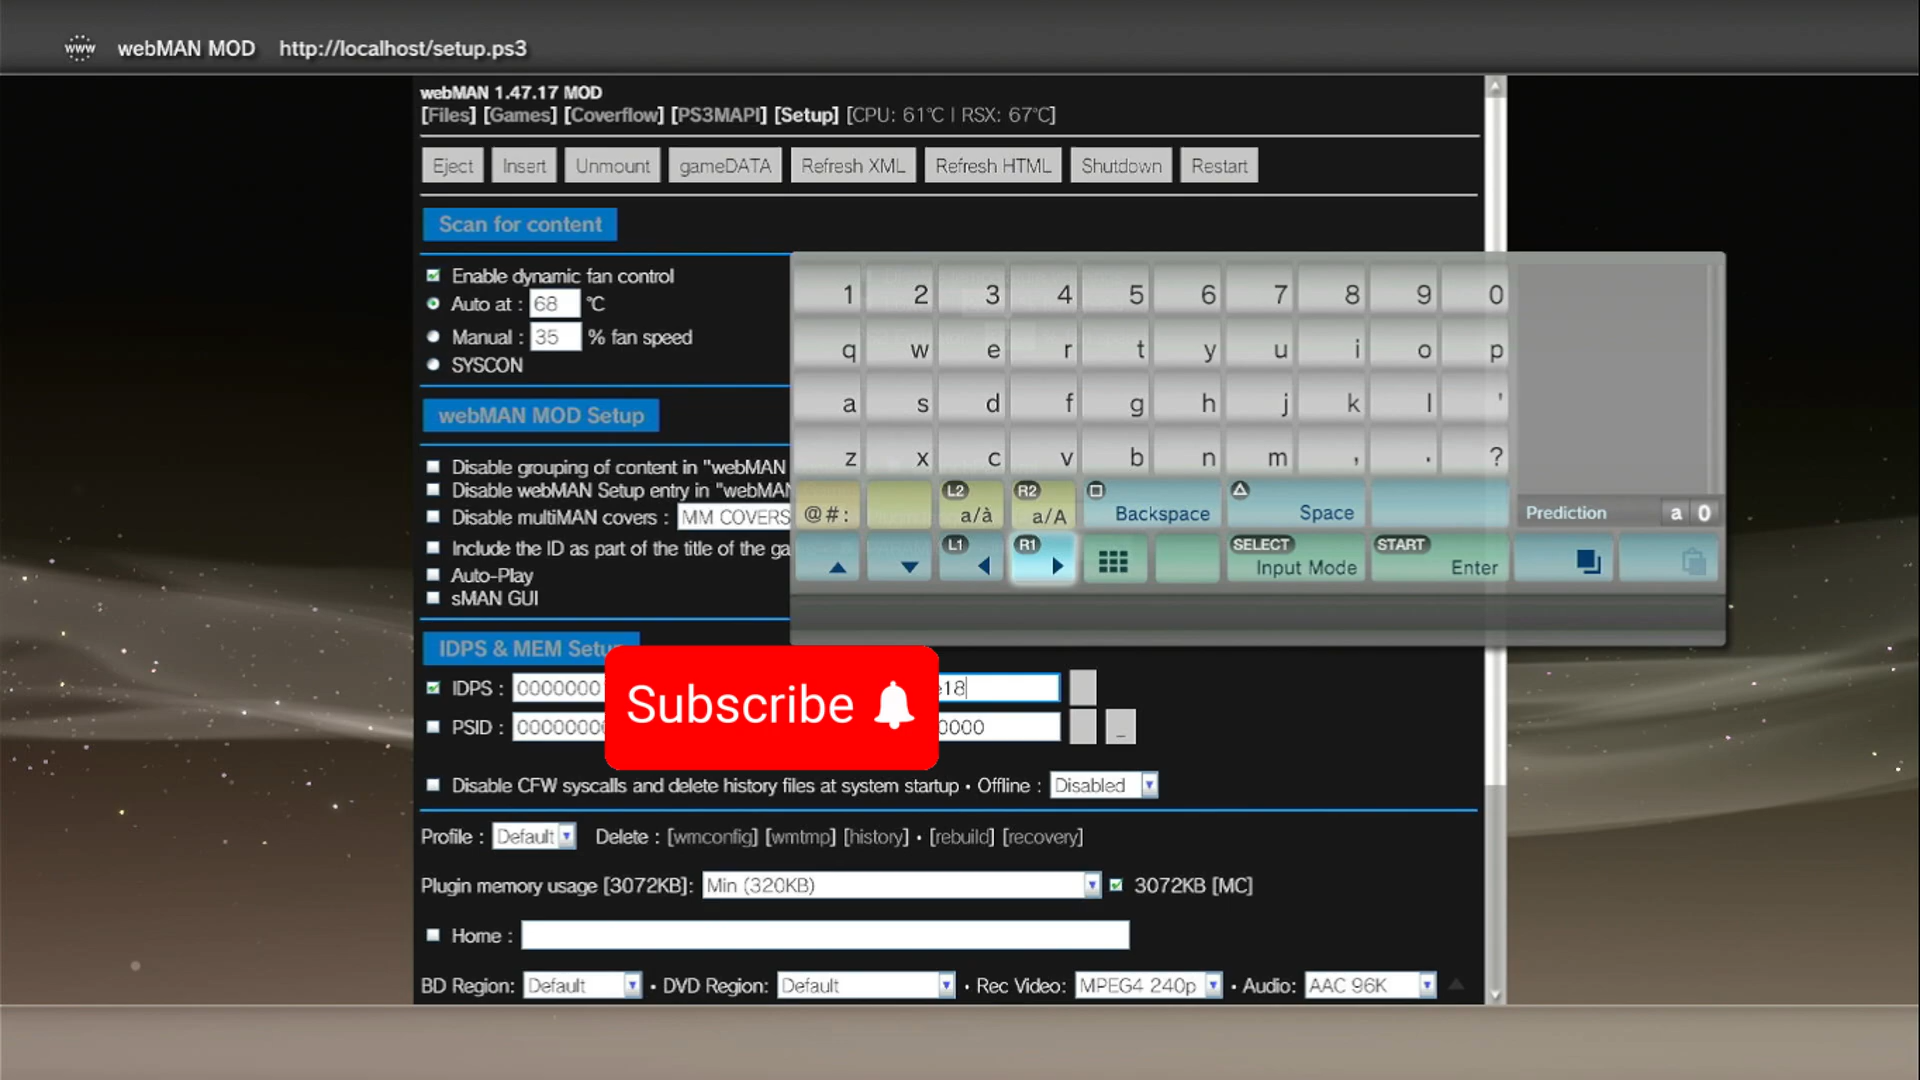 www webMAN MOD http://localhost/setup.ps3
webMAN 1.47.17 MOD
[Files] [Games] [Coverflow] [PS3MAPI] [Setup] [CPU: 61°C | RSX: 67°C]
Eject Insert Unmount gameDATA Refresh XML Refresh HTML Shutdown Restart
Scan for content
Enable dynamic fan control
Auto at : 68 °C
Manual : 35 % fan speed
SYSCON
webMAN MOD Setup
Disable grouping of content in "webMAN
Disable webMAN Setup entry in "webMAN
Disable multiMAN covers : MM COVERS
Include the ID as part of the title of the ga
Auto-Play
sMAN GUI
1 2 3 4 5 6 7 8 9 0
q w e r t y u i o p
a s d f g h j k l '
z x c v b n m , . ?
@#: L2 a/à R2 a/A Backspace Space Prediction a 0
L1 R1 SELECT Input Mode START Enter
IDPS & MEM Setu
IDPS : 0000000 e18
Subscribe
PSID : 0000000 0000 _
Disable CFW syscalls and delete history files at system startup • Offline : Disabled
Profile : Default Delete : [wmconfig] [wmtmp] [history] • [rebuild] [recovery]
Plugin memory usage [3072KB]: Min (320KB) 3072KB [MC]
Home :
BD Region: Default • DVD Region: Default • Rec Video: MPEG4 240p • Audio: AAC 96K